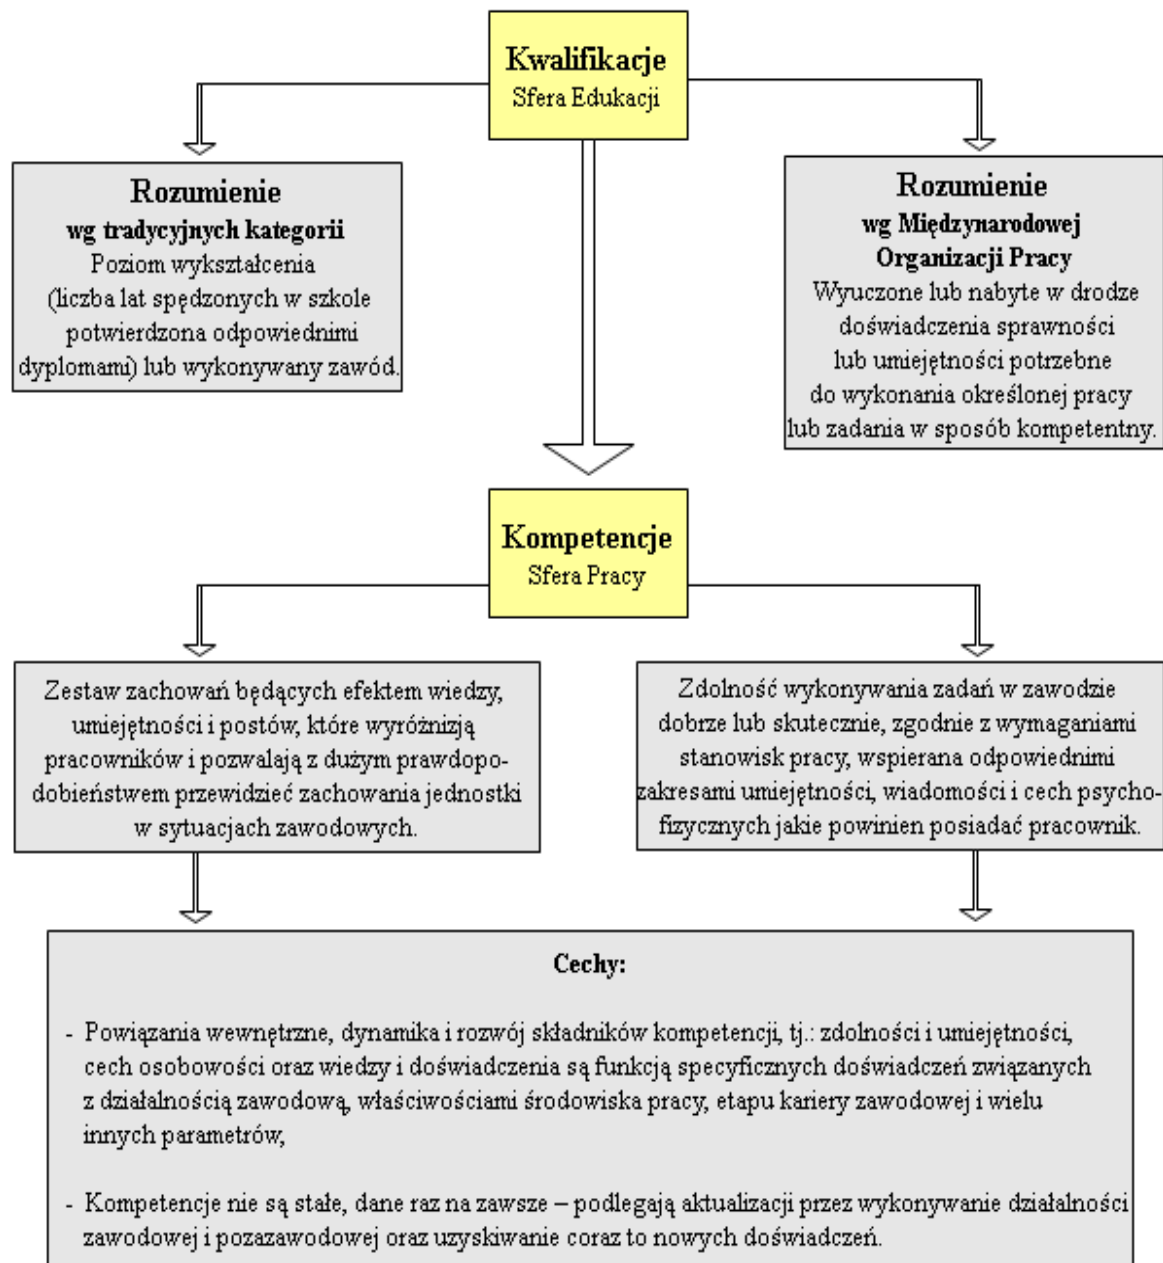 Kwalifikacje
Sfera Edukacji
Rozumienie
wg tradycyjnych kategorii
Poziom wykształcenia
(liczba lat spędzonych w szkole
potwierdzona odpowiednimi
dyplomami) lub wykonywany zawód.
Rozumienie
wg Międzynarodowej
Organizacji Pracy
Wyuczone lub nabyte w drodze
doświadczenia sprawności
lub umiejętności potrzebne
do wykonania określonej pracy
lub zadania w sposób kompetentny.
Kompetencje
Sfera Pracy
Zestaw zachowań będących efektem wiedzy,
umiejętności i postów, które wyróżniżją
pracowników i pozwalają z dużym prawdopo-
dobieństwem przewidzieć zachowania jednostki
w sytuacjach zawodowych.
Zdolność wykonywania zadań w zawodzie
dobrze lub skutecznie, zgodnie z wymaganiami
stanowisk pracy, wspierana odpowiednimi
zakresami umiejętności, wiadomości i cech psycho-
fizycznych jakie powinien posiadać pracownik.
Cechy:
- Powiązania wewnętrzne, dynamika i rozwój składników kompetencji, tj.: zdolności i umiejętności,
cech osobowości oraz wiedzy i doświadczenia są funkcją specyficznych doświadczeń związanych
z działalnością zawodową, właściwościami środowiska pracy, etapu kariery zawodowej i wielu
innych parametrów,
- Kompetencje nie są stałe, dane raz na zawsze – podlegają aktualizacji przez wykonywanie działalności
zawodowej i pozazawodowej oraz uzyskiwanie coraz to nowych doświadczeń.